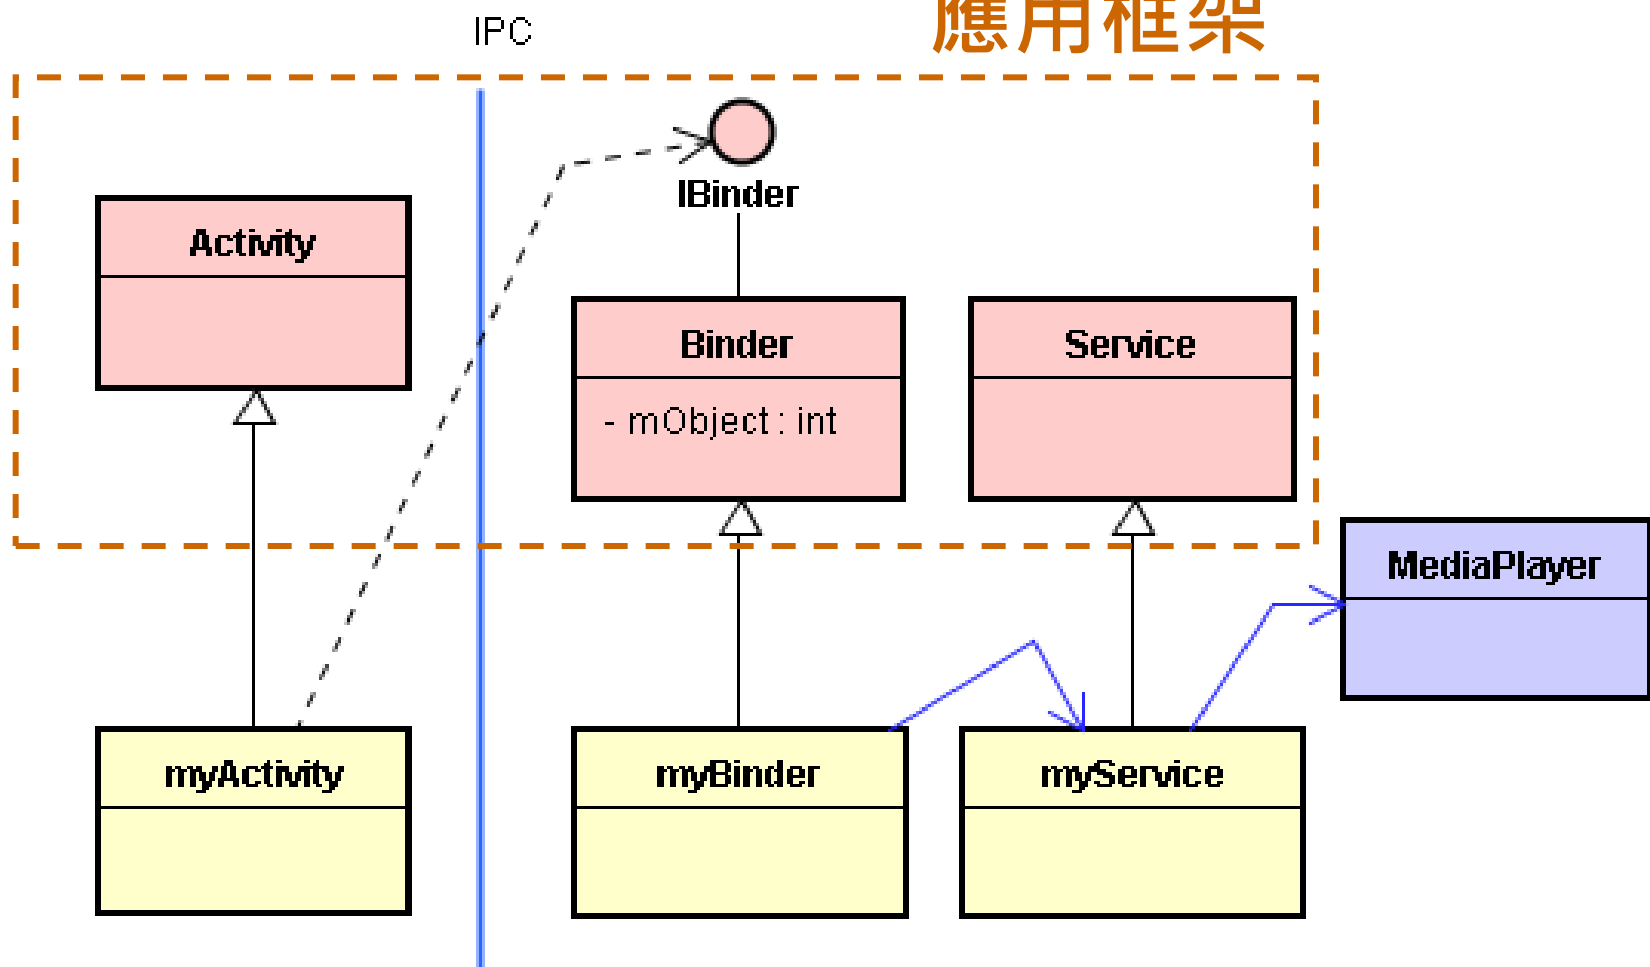 應用框架
IPC
IBinder
Activity
Binder
Service
- mObject : int
MediaPlayer
myActivity
myBinder
myService